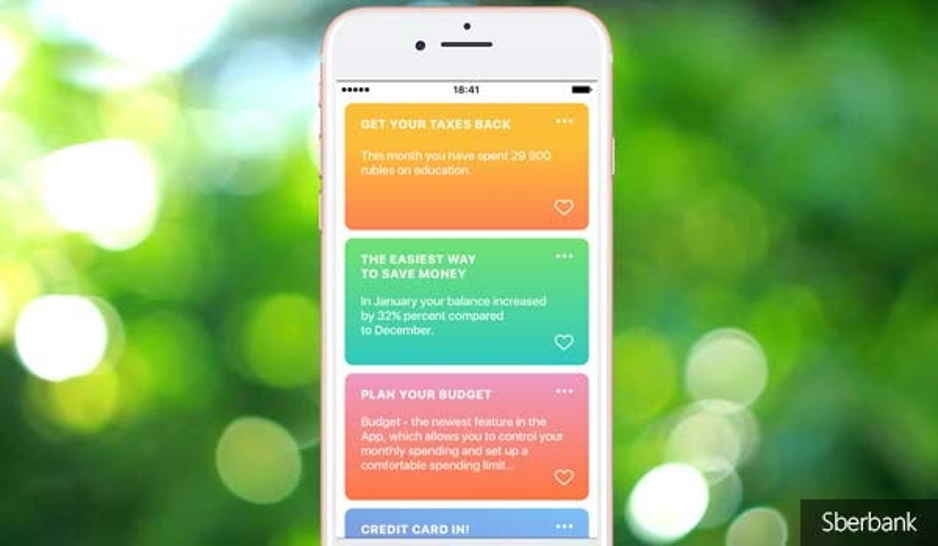 18:41
GET YOUR TAXES BACK
This month you have spent 29 900
rubles on education.
THE EASIEST WAY
TO SAVE MONEY
In January your balance increased
by 32% percent compared
to December.
PLAN YOUR BUDGET
Budget - the newest feature in the
App, which allows you to control your
monthly spending and set up a
comfortable spending limit...
CREDIT CARD IN!
Sberbank